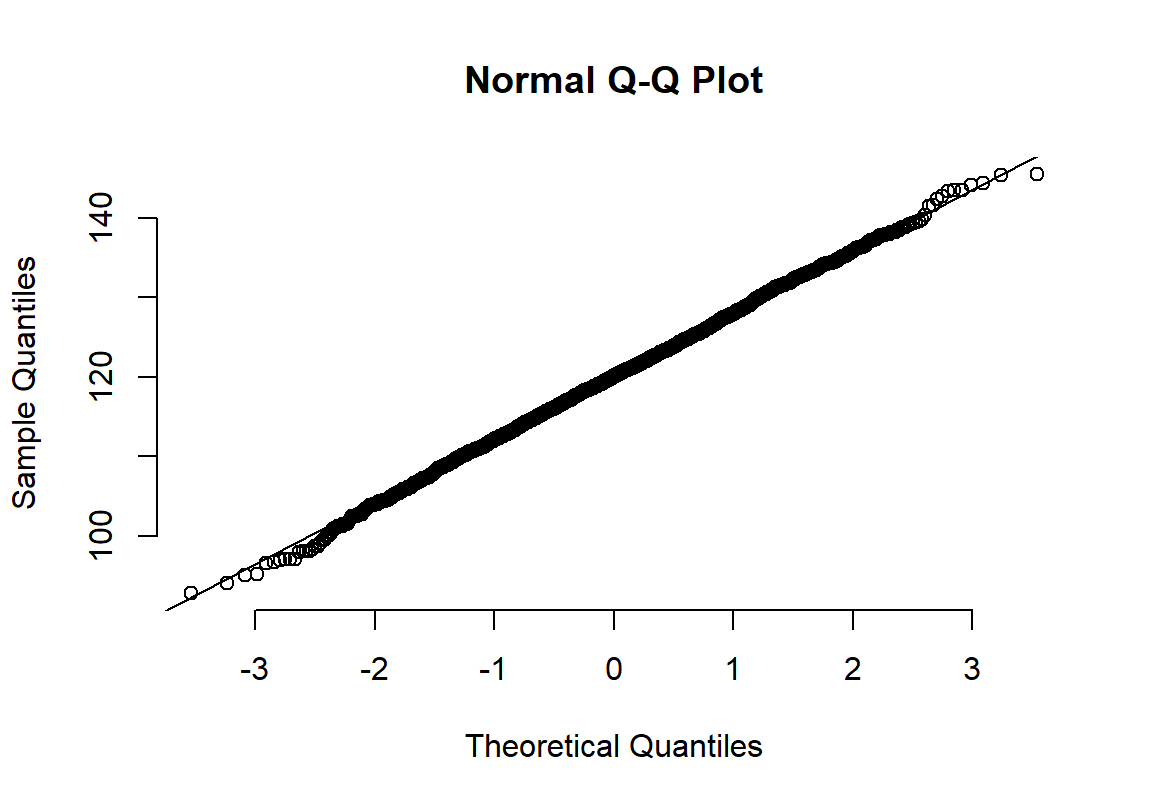 Normal Q-Q Plot
Sample Quantiles
140
120
100
-3 -2 -1 0 1 2 3
Theoretical Quantiles